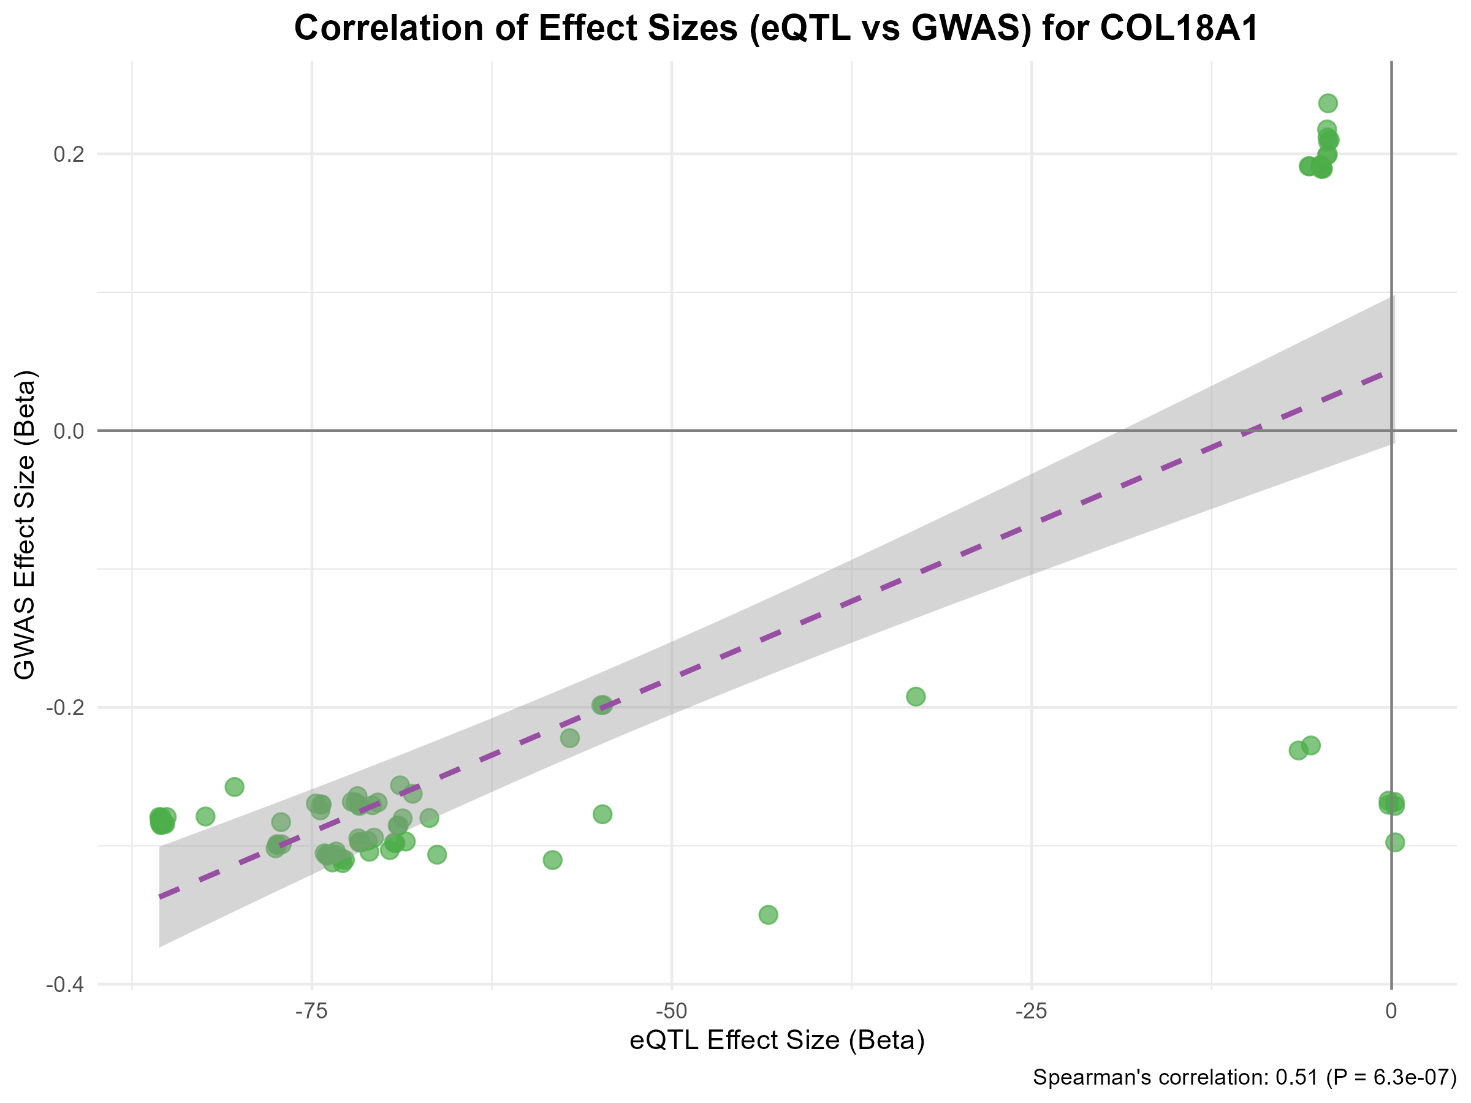 Correlation of Effect Sizes (eQTL vs GWAS) for COL18A1
GWAS Effect Size (Beta)
0.2
0.0
-0.2
-0.4
-75
-50
-25
0
eQTL Effect Size (Beta)
Spearman's correlation: 0.51 (P = 6.3e-07)